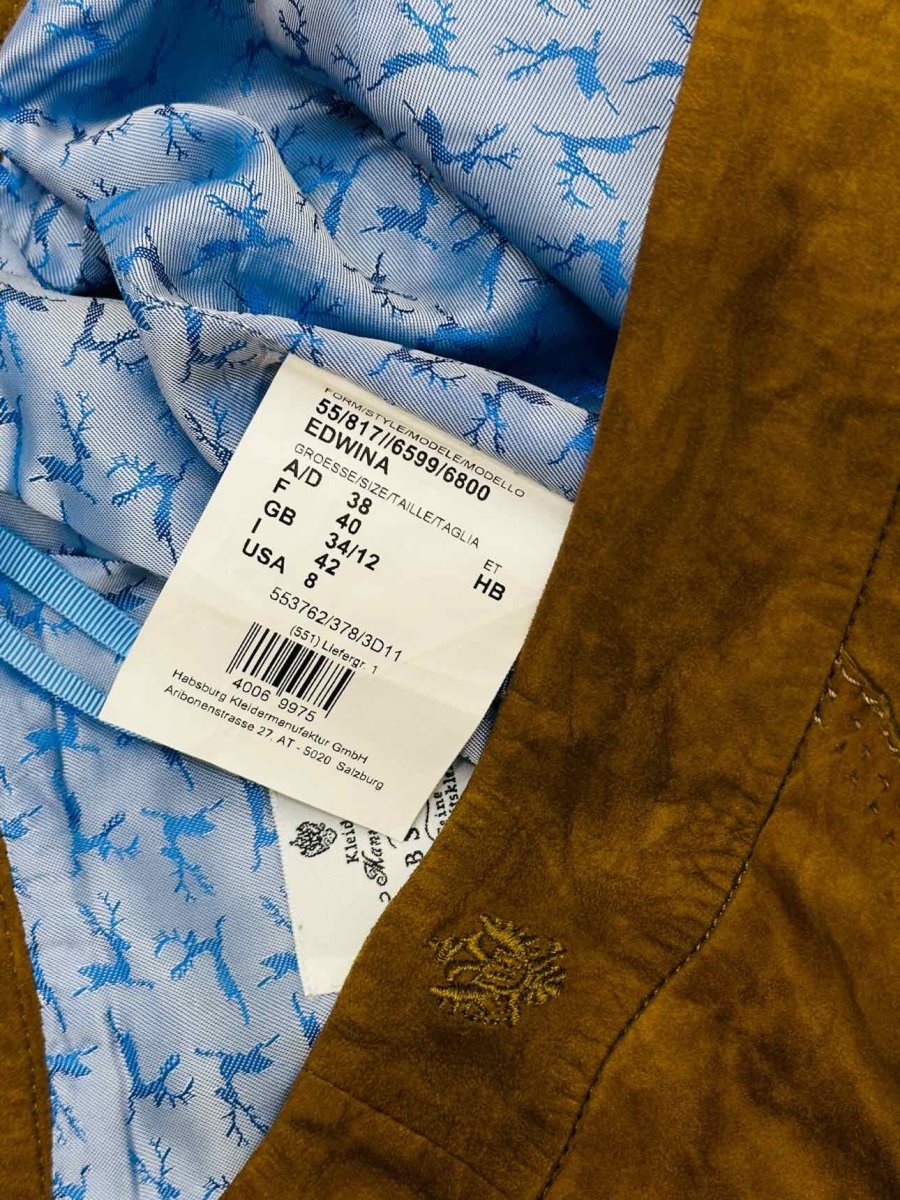 FORM/STYLE/MODELE/MODELLO
55/817//6599/6800
EDWINA
GROESSE/SIZE/TAILLE/TAGLIA
A/D 38
F 40
GB 34/12
I 42
USA 8
ET
HB
553762/378/3D11
(551) Liefergr. 1
4006 9975
Habsburg Kleidermanufaktur GmbH
Aribonenstrasse 27, AT - 5020 Salzburg
Kleid
B S